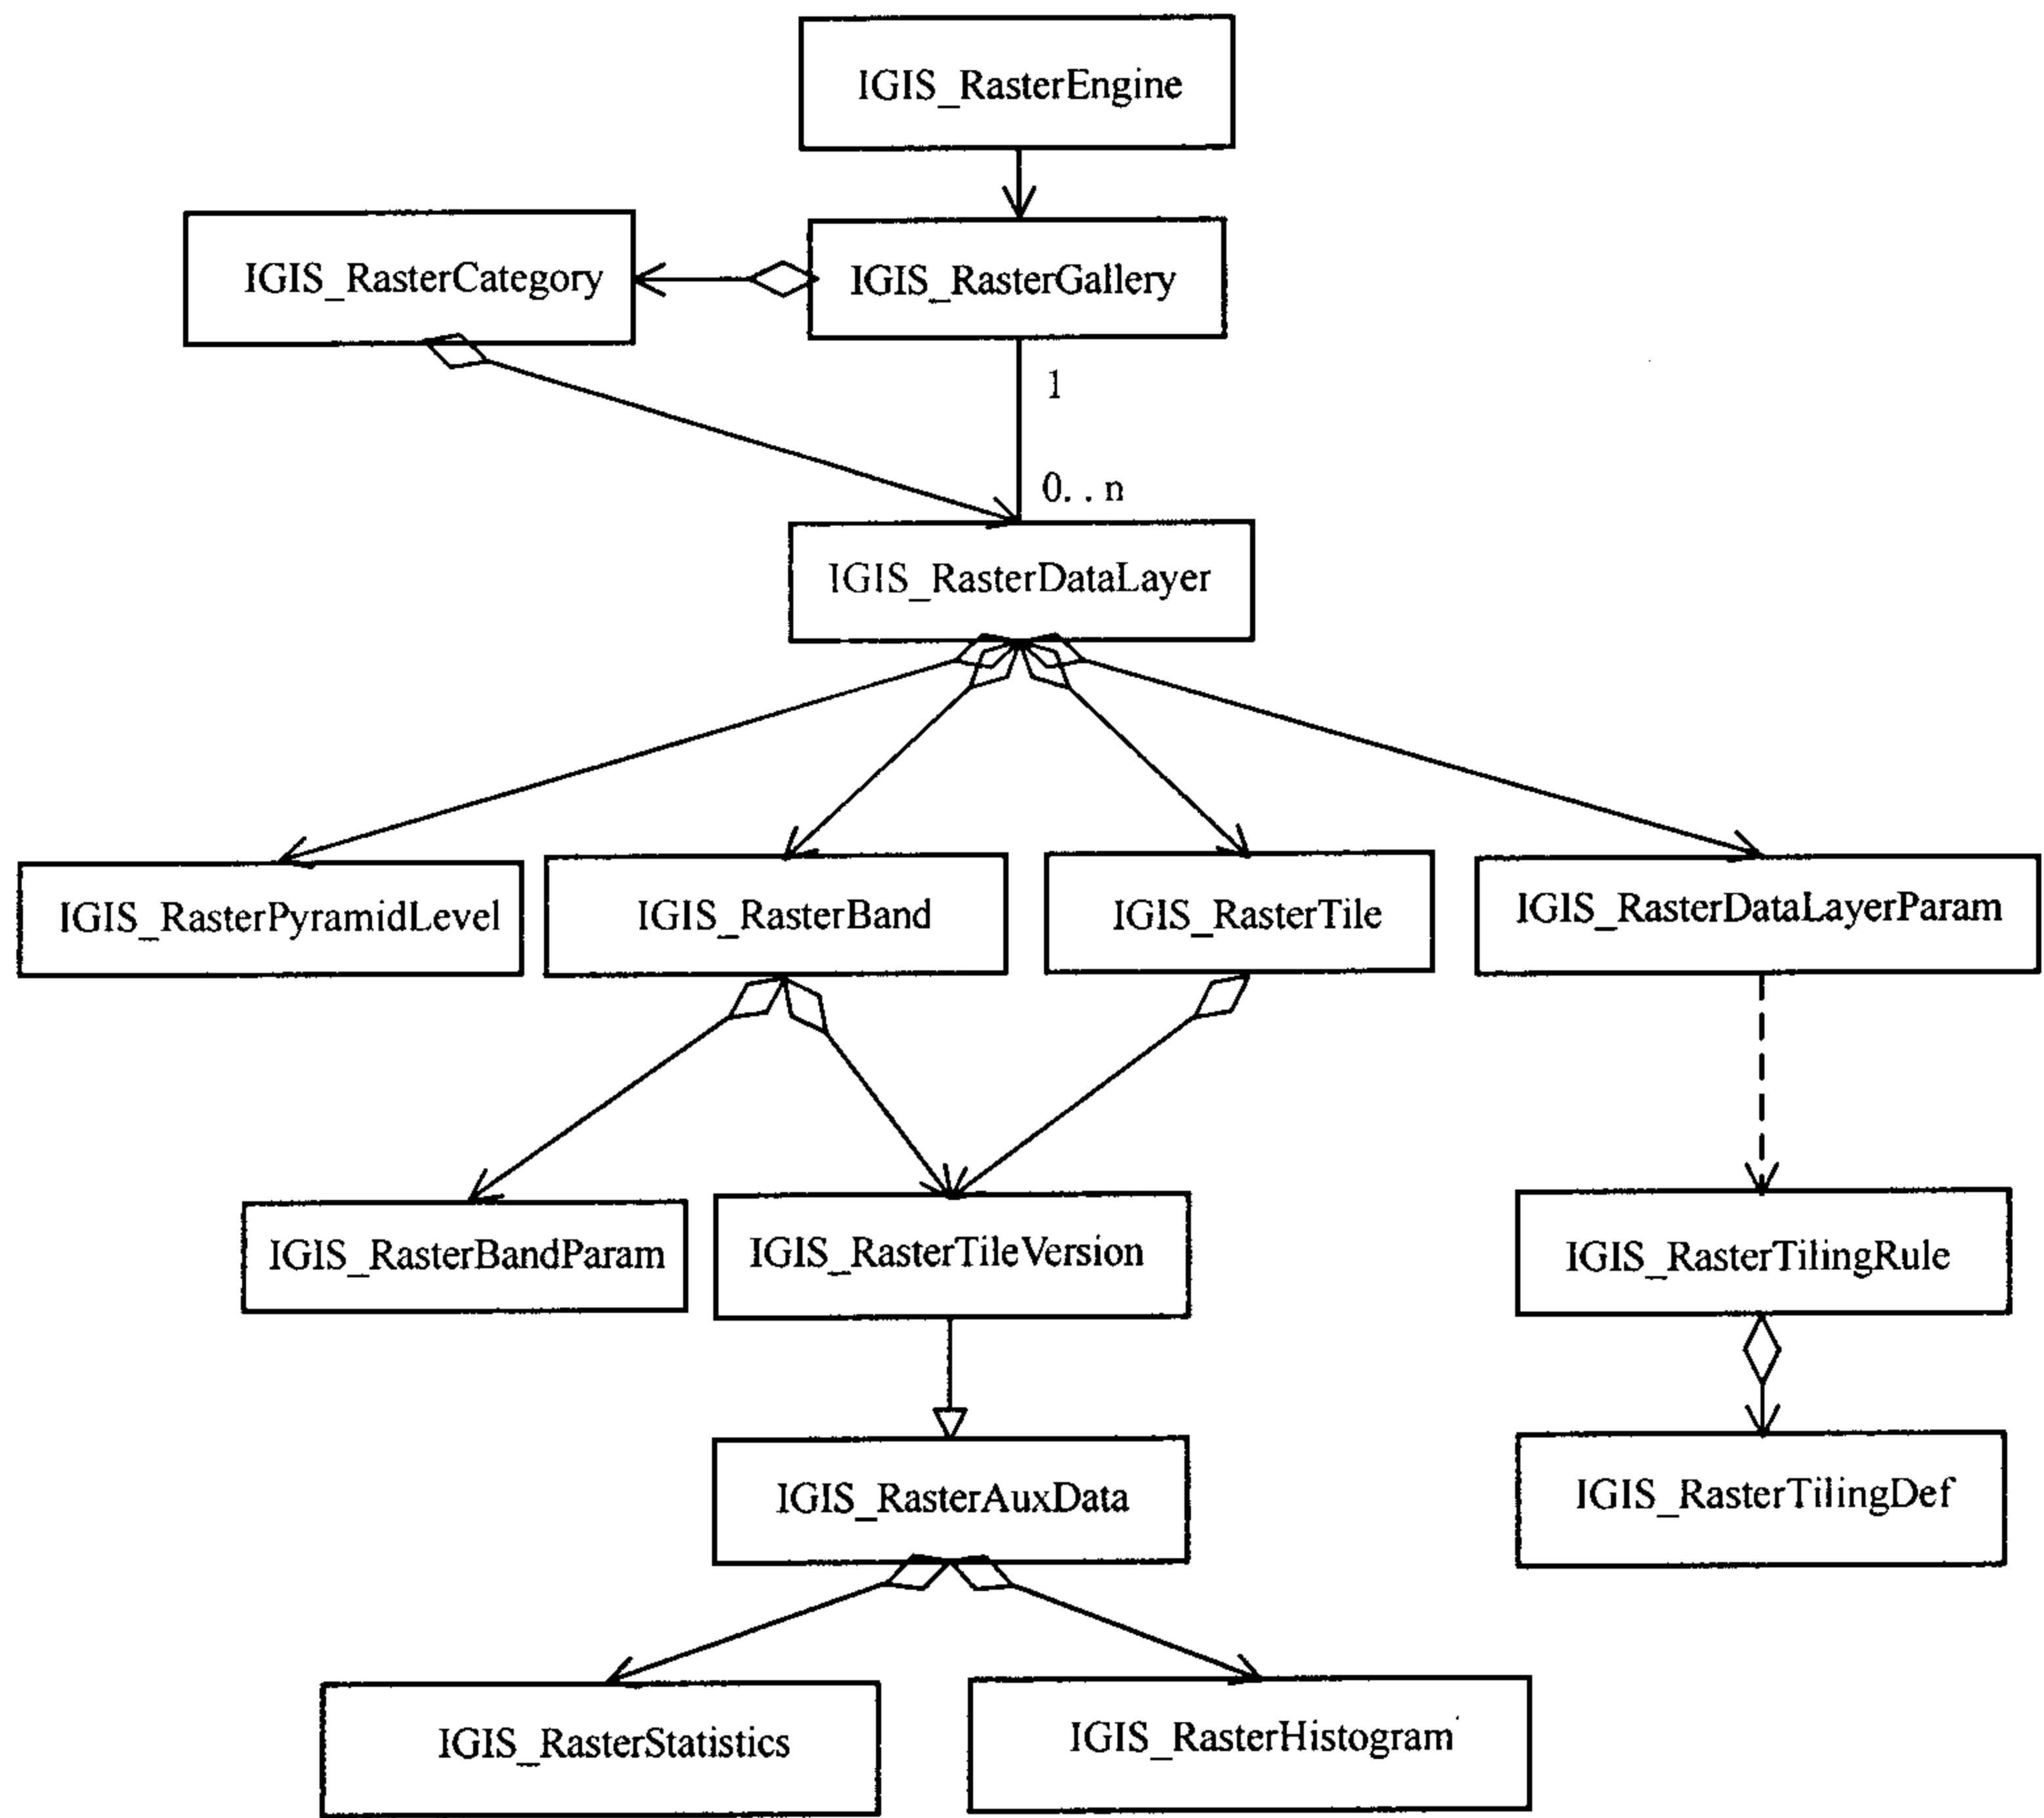 IGIS_RasterEngine
IGIS_RasterCategory
IGIS_RasterGallery
1
0..n
IGIS_RasterDataLayer
IGIS_RasterPyramidLevel
IGIS_RasterBand
IGIS_RasterTile
IGIS_RasterDataLayerParam
IGIS_RasterBandParam
IGIS_RasterTileVersion
IGIS_RasterTilingRule
IGIS_RasterAuxData
IGIS_RasterTilingDef
IGIS_RasterStatistics
IGIS_RasterHistogram